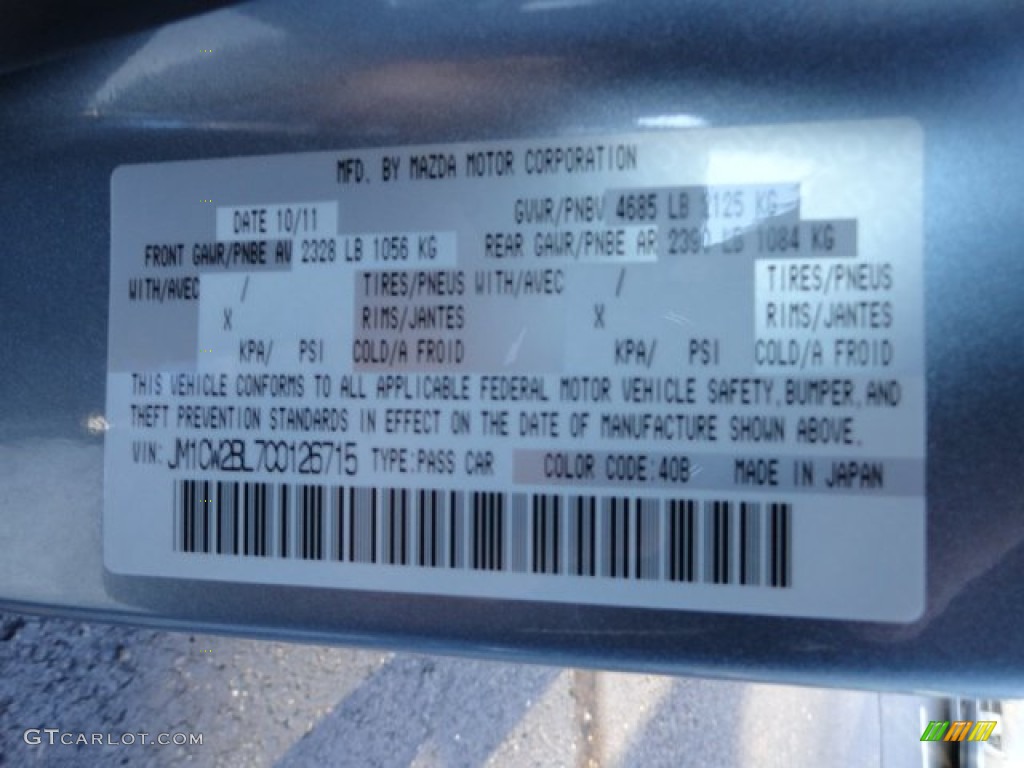 MFD. BY MAZDA MOTOR CORPORATION
DATE 10/11 GVWR/PNBV 4685 LB 2125 KG
FRONT GAWR/PNBE AV 2328 LB 1056 KG REAR GAWR/PNBE AR 2390 LB 1084 KG
WITH/AVEC / TIRES/PNEUS WITH/AVEC / TIRES/PNEUS
X RIMS/JANTES X RIMS/JANTES
KPA/ PSI COLD/A FROID KPA/ PSI COLD/A FROID
THIS VEHICLE CONFORMS TO ALL APPLICABLE FEDERAL MOTOR VEHICLE SAFETY, BUMPER, AND
THEFT PREVENTION STANDARDS IN EFFECT ON THE DATE OF MANUFACTURE SHOWN ABOVE.
VIN: JM1CW2BL7C0126715 TYPE:PASS CAR COLOR CODE:40B MADE IN JAPAN
GTCARLOT.COM